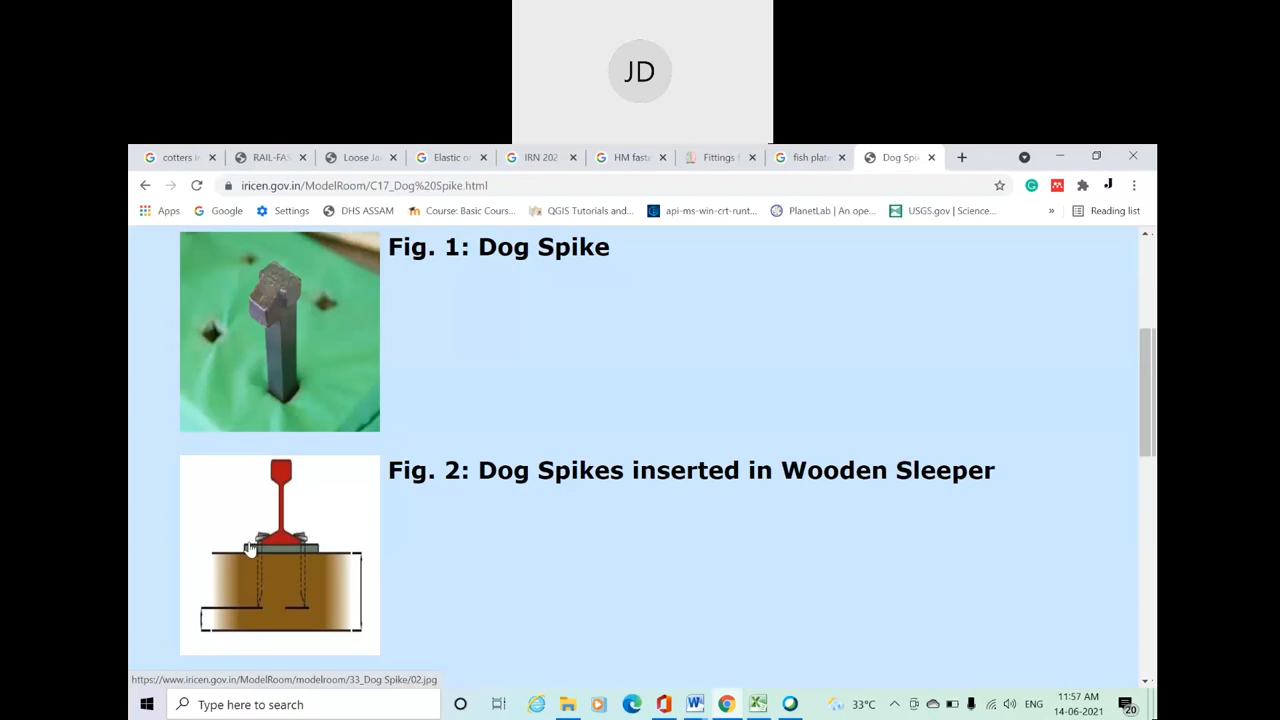 JD
cotters i
RAIL-FAS
Loose Ja
Elastic o
IRN 202
HM faste
Fittings f
fish plate
Dog Spi
iricen.gov.in/ModelRoom/C17_Dog%20Spike.html
Apps
Google
Settings
DHS ASSAM
Course: Basic Cours...
QGIS Tutorials and...
api-ms-win-crt-runt...
PlanetLab | An ope...
USGS.gov | Science...
»
Reading list
Fig. 1: Dog Spike
Fig. 2: Dog Spikes inserted in Wooden Sleeper
https://www.iricen.gov.in/ModelRoom/modelroom/33_Dog Spike/02.jpg
Type here to search
33°C
ENG
11:57 AM
14-06-2021
20